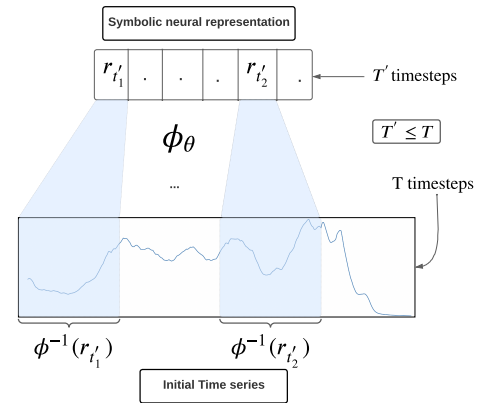 Symbolic neural representation
r_{t'_1} . . . r_{t'_2} .
T' timesteps
ϕ_θ
T' ≤ T
...
T timesteps
ϕ^{-1}(r_{t'_1}) ϕ^{-1}(r_{t'_2})
Initial Time series